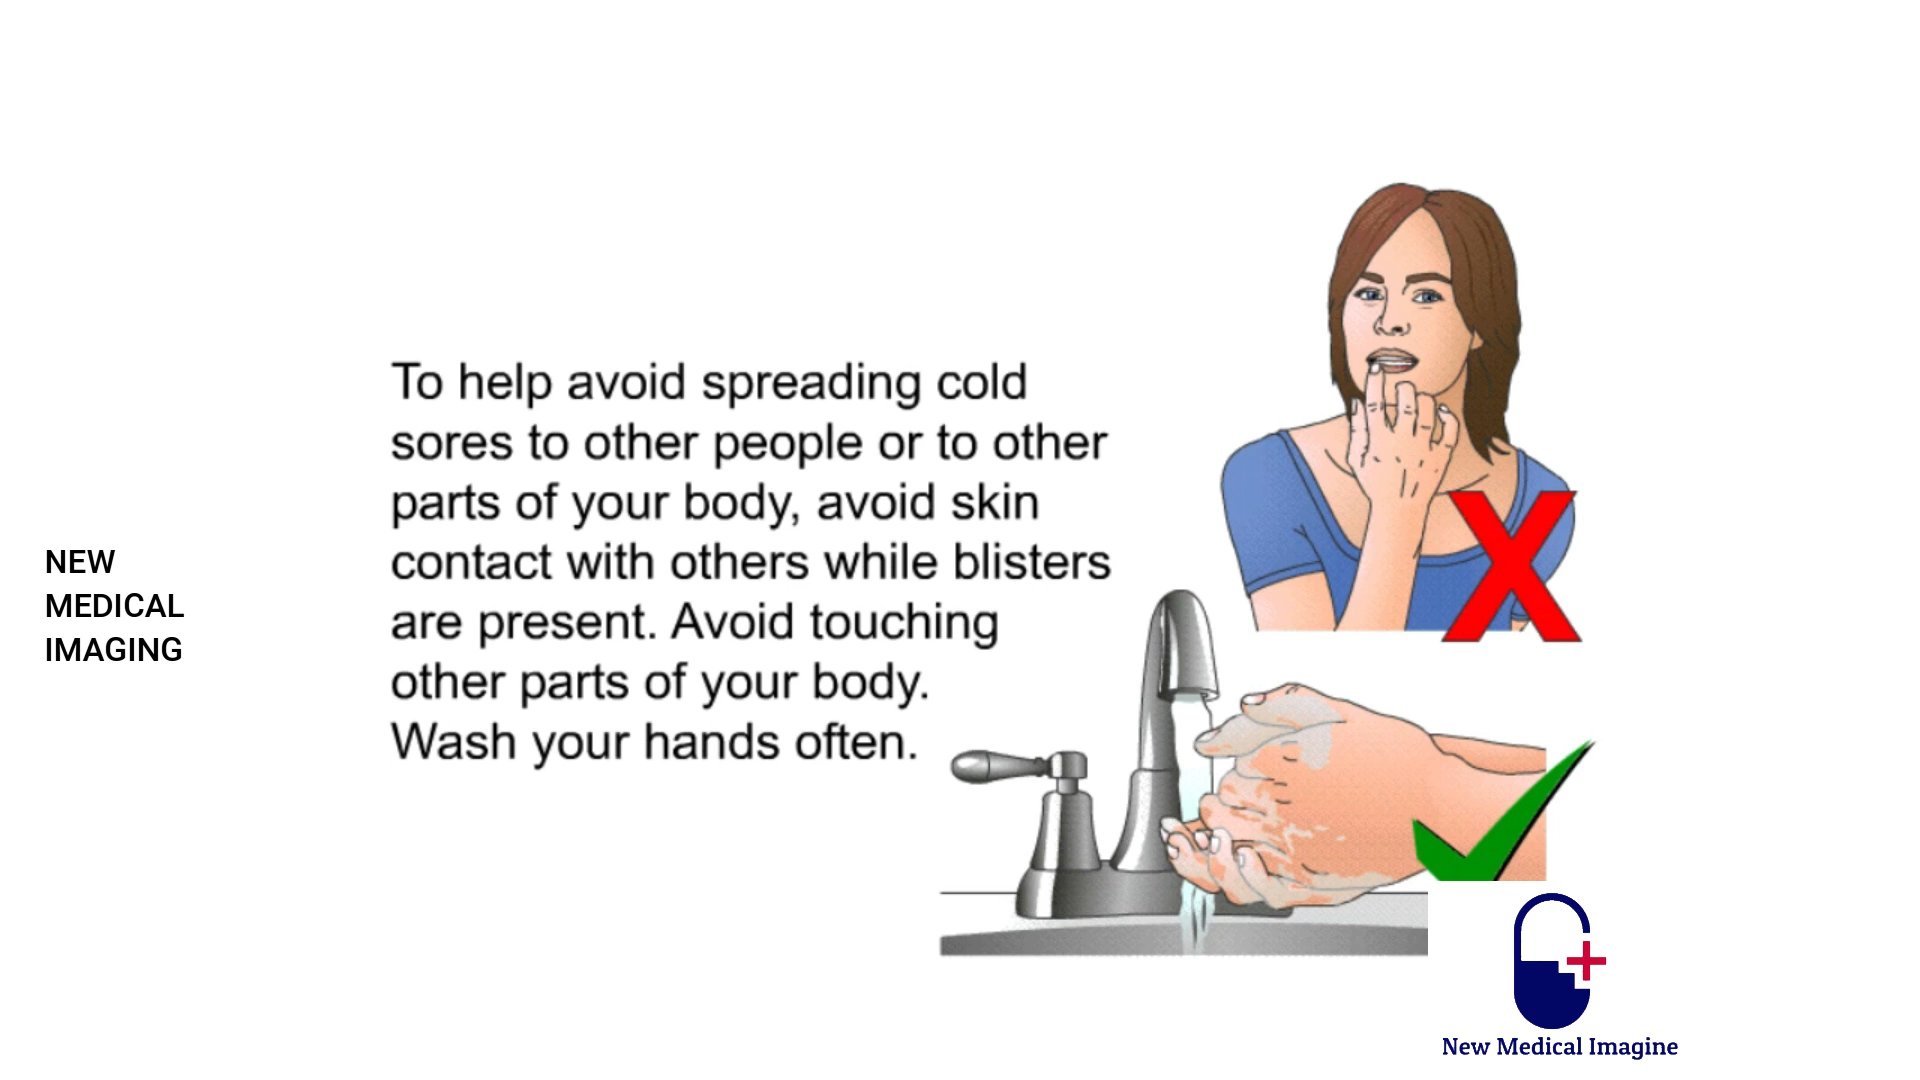 NEW
MEDICAL
IMAGING
To help avoid spreading cold
sores to other people or to other
parts of your body, avoid skin
contact with others while blisters
are present. Avoid touching
other parts of your body.
Wash your hands often.
X
New Medical Imagine